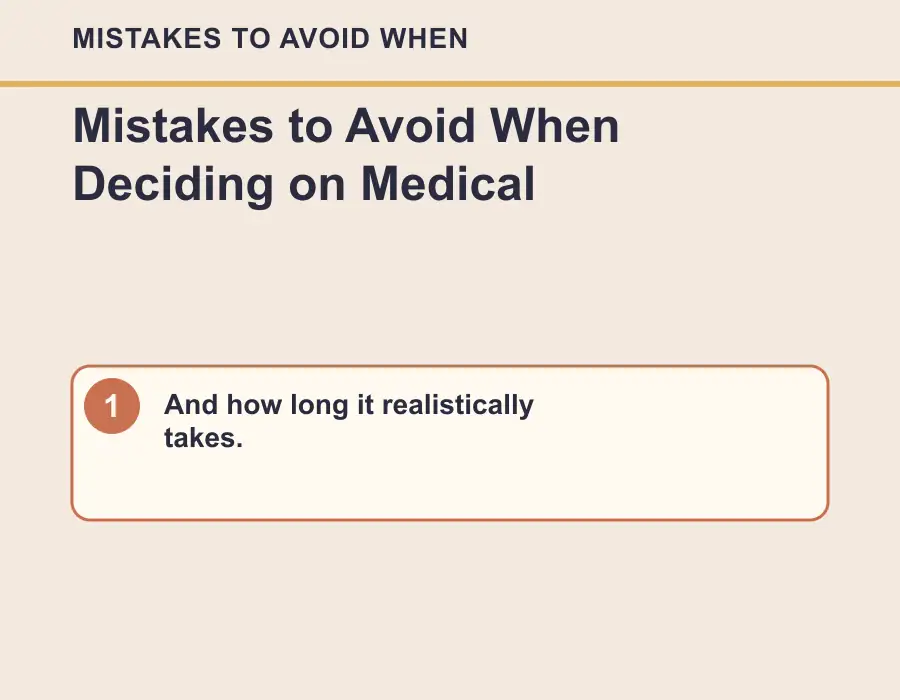 MISTAKES TO AVOID WHEN
Mistakes to Avoid When
Deciding on Medical
1
And how long it realistically
takes.